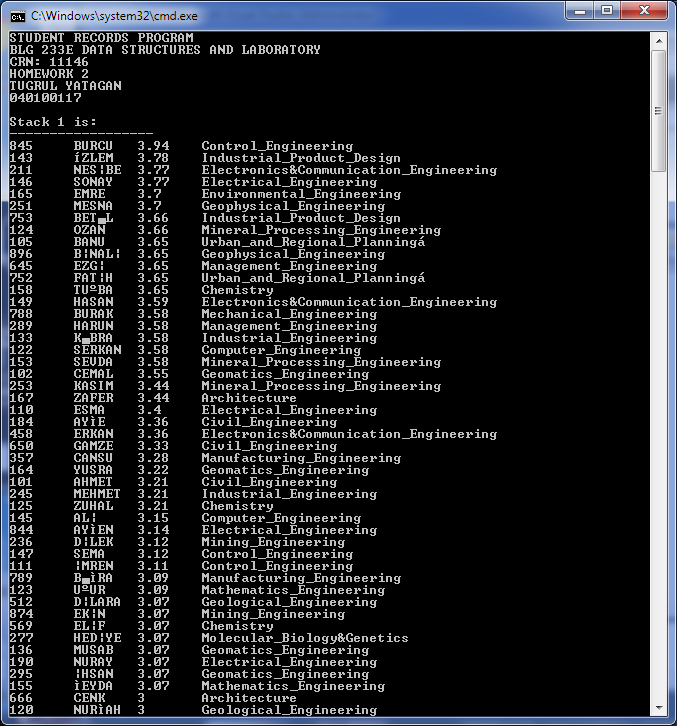 C:\Windows\system32\cmd.exe
STUDENT RECORDS PROGRAM
BLG 233E DATA STRUCTURES AND LABORATORY
CRN: 11146
HOMEWORK 2
TUGRUL YATAGAN
040100117
Stack 1 is:
------------------
845 BURCU 3.94 Control_Engineering
143 ÍZLEM 3.78 Industrial_Product_Design
211 NES¦BE 3.77 Electronics&Communication_Engineering
146 SONAY 3.77 Electrical_Engineering
165 EMRE 3.7 Environmental_Engineering
251 MESNA 3.7 Geophysical_Engineering
753 BET▄L 3.66 Industrial_Product_Design
124 OZAN 3.66 Mineral_Processing_Engineering
105 BANU 3.65 Urban_and_Regional_Planningá
896 B¦NAL¦ 3.65 Geophysical_Engineering
645 EZG¦ 3.65 Management_Engineering
752 FAT¦H 3.65 Urban_and_Regional_Planningá
158 TUºBA 3.65 Chemistry
149 HASAN 3.59 Electronics&Communication_Engineering
788 BURAK 3.58 Mechanical_Engineering
289 HARUN 3.58 Management_Engineering
133 K▄BRA 3.58 Industrial_Engineering
122 SERKAN 3.58 Computer_Engineering
153 SEVDA 3.58 Mineral_Processing_Engineering
102 CEMAL 3.55 Geomatics_Engineering
253 KASIM 3.44 Mineral_Processing_Engineering
167 ZAFER 3.44 Architecture
110 ESMA 3.4 Electrical_Engineering
184 AYÌE 3.36 Civil_Engineering
458 ERKAN 3.36 Electronics&Communication_Engineering
650 GAMZE 3.33 Civil_Engineering
357 CANSU 3.28 Manufacturing_Engineering
164 YUSRA 3.22 Geomatics_Engineering
101 AHMET 3.21 Civil_Engineering
245 MEHMET 3.21 Industrial_Engineering
125 ZUHAL 3.21 Chemistry
145 AL¦ 3.15 Computer_Engineering
844 AYÌEN 3.14 Electrical_Engineering
236 D¦LEK 3.12 Mining_Engineering
147 SEMA 3.12 Control_Engineering
111 ¦MREN 3.11 Control_Engineering
789 B▄ÌRA 3.09 Manufacturing_Engineering
123 UºUR 3.09 Mathematics_Engineering
512 D¦LARA 3.07 Geological_Engineering
874 EK¦N 3.07 Mining_Engineering
569 EL¦F 3.07 Chemistry
277 HED¦YE 3.07 Molecular_Biology&Genetics
136 MUSAB 3.07 Geomatics_Engineering
190 NURAY 3.07 Electrical_Engineering
295 ¦HSAN 3.07 Geomatics_Engineering
155 ÌEYDA 3.07 Mathematics_Engineering
666 CENK 3 Architecture
120 NURÌAH 3 Geological_Engineering